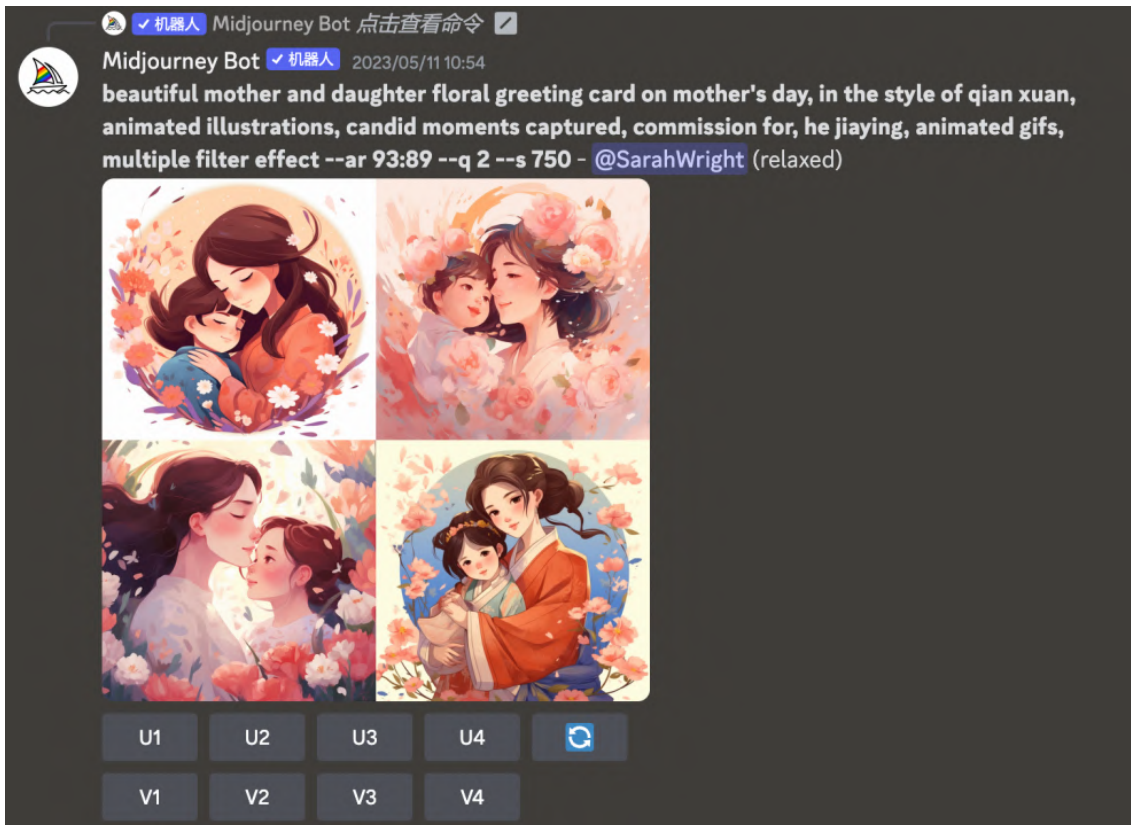 ✓机器人 Midjourney Bot 点击查看命令
Midjourney Bot ✓机器人 2023/05/11 10:54
beautiful mother and daughter floral greeting card on mother's day, in the style of qian xuan,
animated illustrations, candid moments captured, commission for, he jiaying, animated gifs,
multiple filter effect --ar 93:89 --q 2 --s 750 - @SarahWright (relaxed)
U1 U2 U3 U4
V1 V2 V3 V4